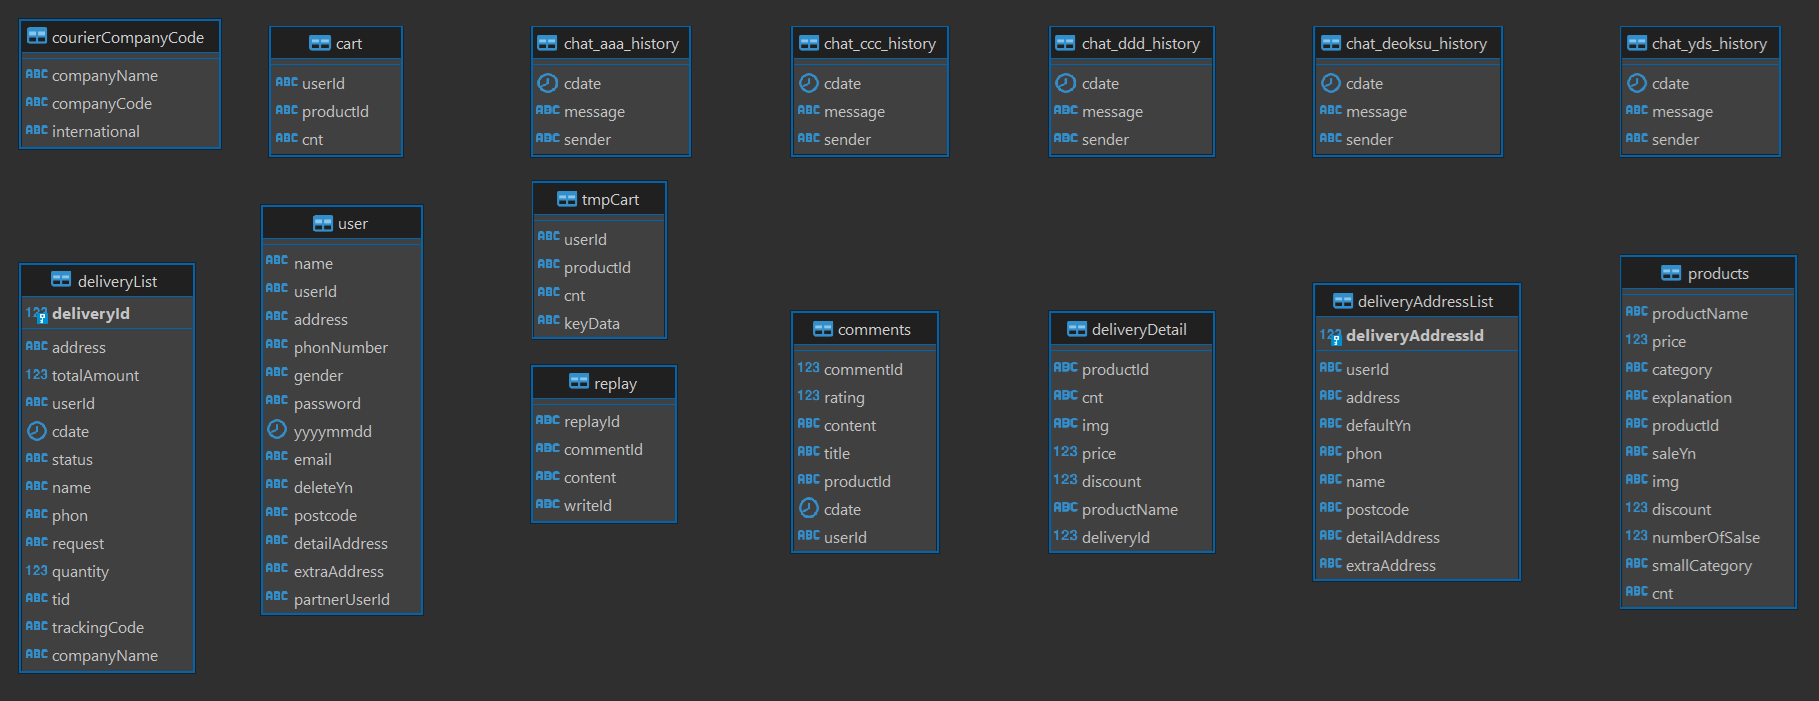 courierCompanyCode
ABC companyName
ABC companyCode
ABC international
cart
ABC userId
ABC productId
ABC cnt
chat_aaa_history
cdate
ABC message
ABC sender
chat_ccc_history
cdate
ABC message
ABC sender
chat_ddd_history
cdate
ABC message
ABC sender
chat_deoksu_history
cdate
ABC message
ABC sender
chat_yds_history
cdate
ABC message
ABC sender
deliveryList
123 deliveryId
ABC address
123 totalAmount
ABC userId
cdate
ABC status
ABC name
ABC phon
ABC request
123 quantity
ABC tid
ABC trackingCode
ABC companyName
user
ABC name
ABC userId
ABC address
ABC phonNumber
ABC gender
ABC password
yyyymmdd
ABC email
ABC deleteYn
ABC postcode
ABC detailAddress
ABC extraAddress
ABC partnerUserId
tmpCart
ABC userId
ABC productId
ABC cnt
ABC keyData
replay
ABC replayId
ABC commentId
ABC content
ABC writeId
comments
123 commentId
123 rating
ABC content
ABC title
ABC productId
cdate
ABC userId
deliveryDetail
ABC productId
ABC cnt
ABC img
123 price
123 discount
ABC productName
123 deliveryId
deliveryAddressList
123 deliveryAddressId
ABC userId
ABC address
ABC defaultYn
ABC phon
ABC name
ABC postcode
ABC detailAddress
ABC extraAddress
products
ABC productName
123 price
ABC category
ABC explanation
ABC productId
ABC saleYn
ABC img
123 discount
123 numberOfSalse
ABC smallCategory
ABC cnt